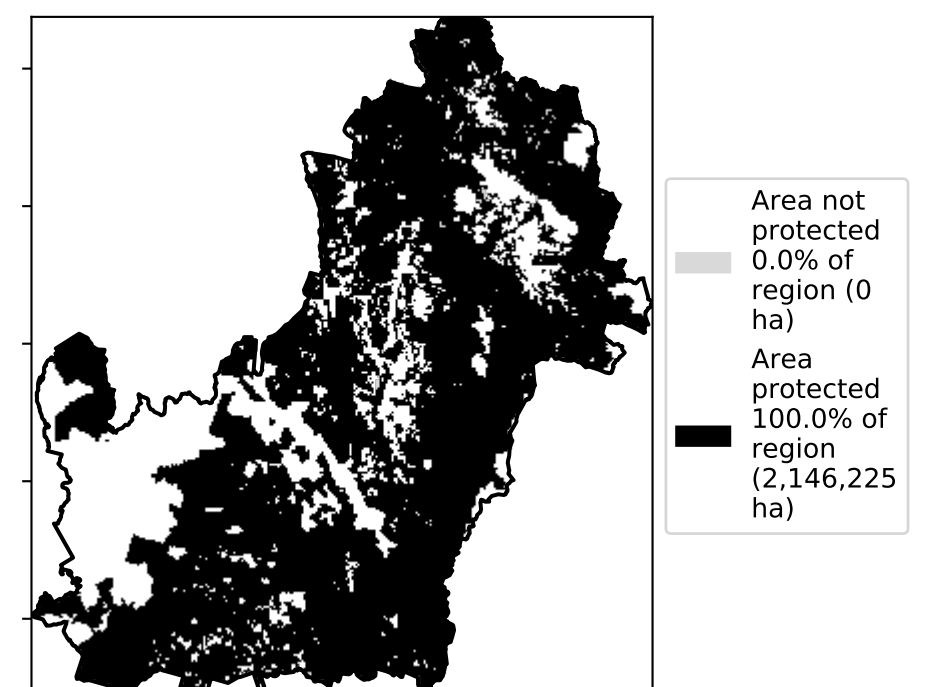 Area not
protected
0.0% of
region (0
ha)
Area
protected
100.0% of
region
(2,146,225
ha)